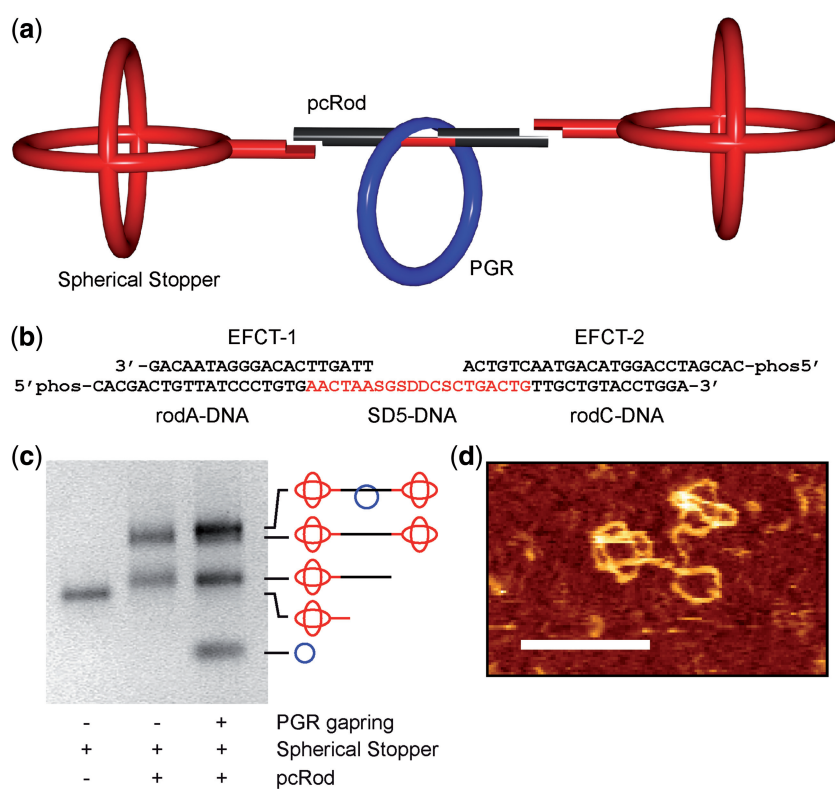 (a)
pcRod
PGR
Spherical Stopper
(b)
EFCT-1 EFCT-2
3’-GACAATAGGGACACTTGATT ACTGTCAATGACATGGACCTAGCAC-phos5’
5’phos-CACGACTGTTATCCCTGTGAACTAASGSDDCSCTGACTGTTGCTGTACCTGGA-3’
rodA-DNA SD5-DNA rodC-DNA
(c) (d)
- - + PGR gapring
+ + + Spherical Stopper
- + + pcRod